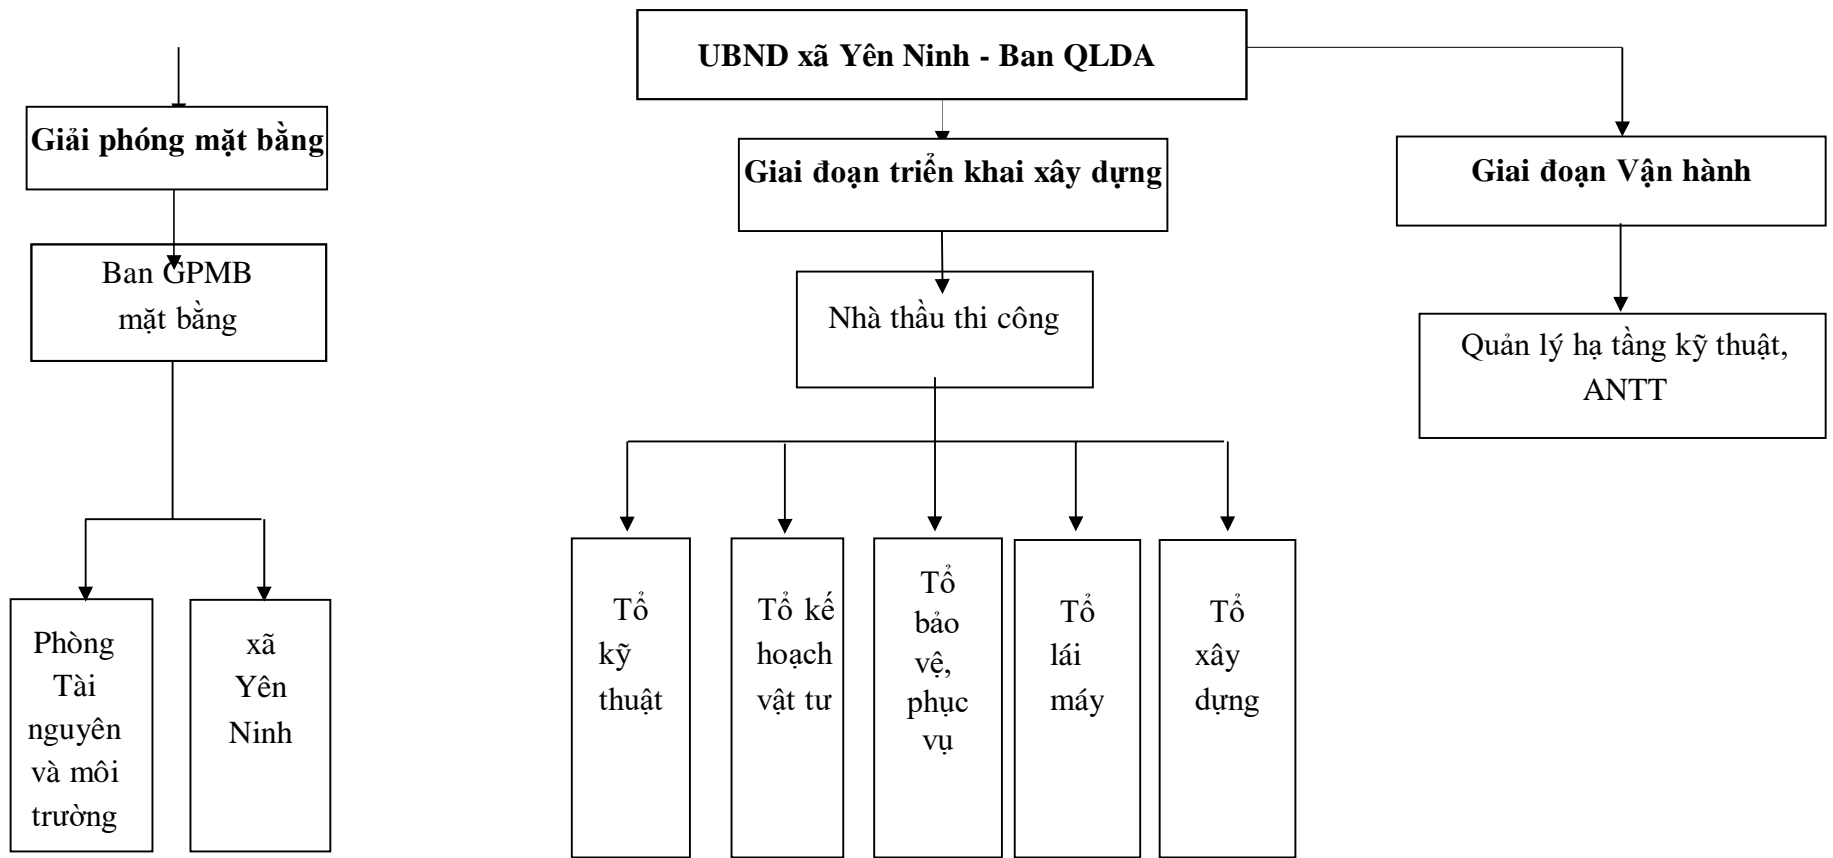 UBND xã Yên Ninh - Ban QLDA
Giải phóng mặt bằng
Ban GPMB
mặt bằng
Phòng
Tài
nguyên
và môi
trường
xã
Yên
Ninh
Giai đoạn triển khai xây dựng
Nhà thầu thi công
Tổ
kỹ
thuật
Tổ kế
hoạch
vật tư
Tổ
bảo
vệ,
phục
vụ
Tổ
lái
máy
Tổ
xây
dựng
Giai đoạn Vận hành
Quản lý hạ tầng kỹ thuật,
ANTT